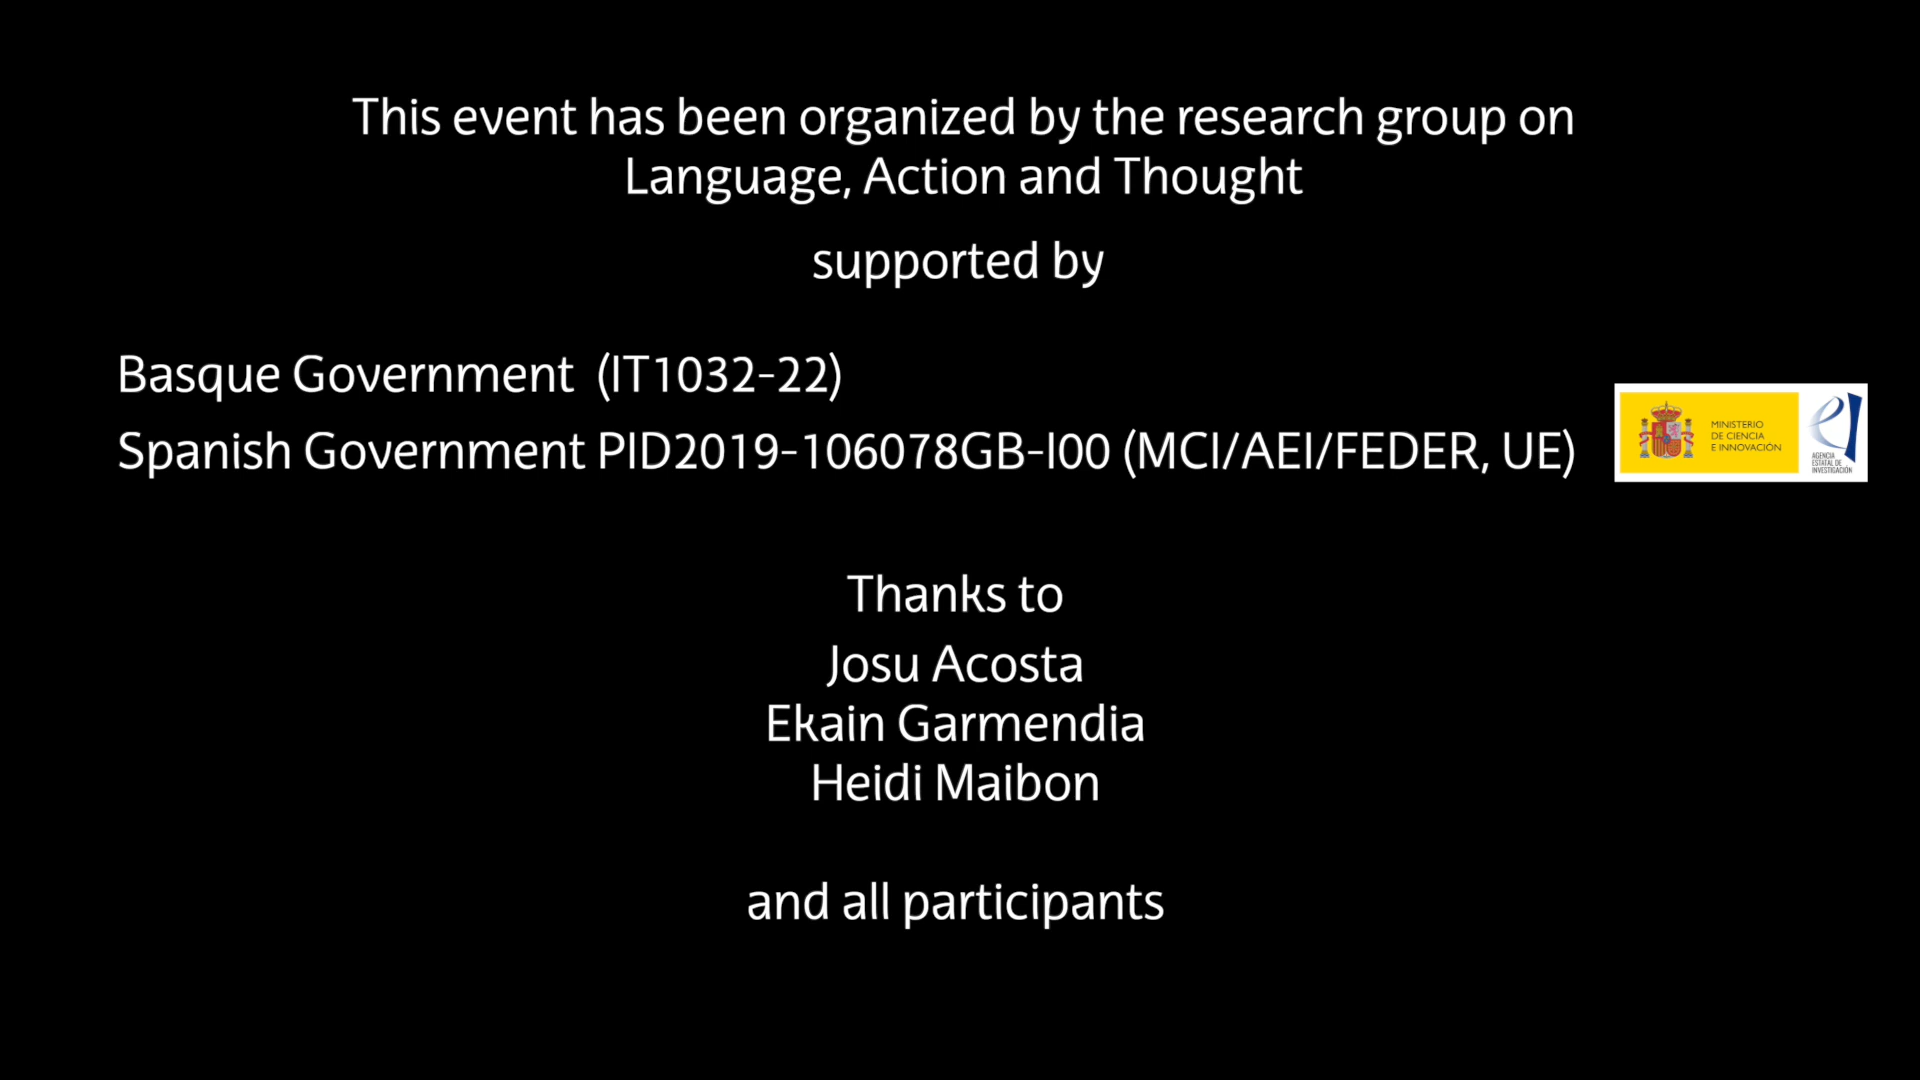 This event has been organized by the research group on
Language, Action and Thought
supported by
Basque Government (IT1032-22)
Spanish Government PID2019-106078GB-I00 (MCI/AEI/FEDER, UE)
MINISTERIO
DE CIENCIA
E INNOVACIÓN
AGENCIA
ESTATAL DE
INVESTIGACIÓN
Thanks to
Josu Acosta
Ekain Garmendia
Heidi Maibon
and all participants